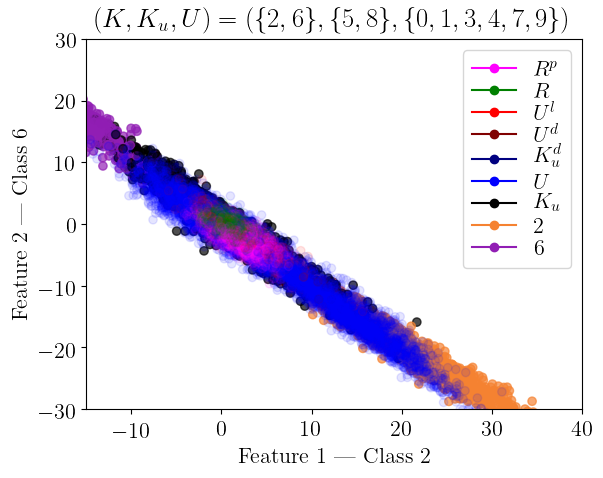 (K, K_u, U) = ({2, 6}, {5, 8}, {0, 1, 3, 4, 7, 9})
30
20
10
0
−10
−20
−30
Feature 2 — Class 6
R^p
R
U^l
U^d
K_u^d
U
K_u
2
6
−10
0
10
20
30
40
Feature 1 — Class 2